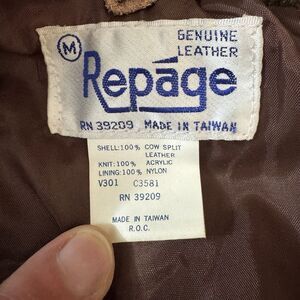 M
GENUINE
LEATHER
Repáge
RN 39209 MADE IN TAIWAN
SHELL:100% COW SPLIT
LEATHER
KNIT:100% ACRYLIC
LINING:100% NYLON
V301 C3581
RN 39209
MADE IN TAIWAN
R.O.C.